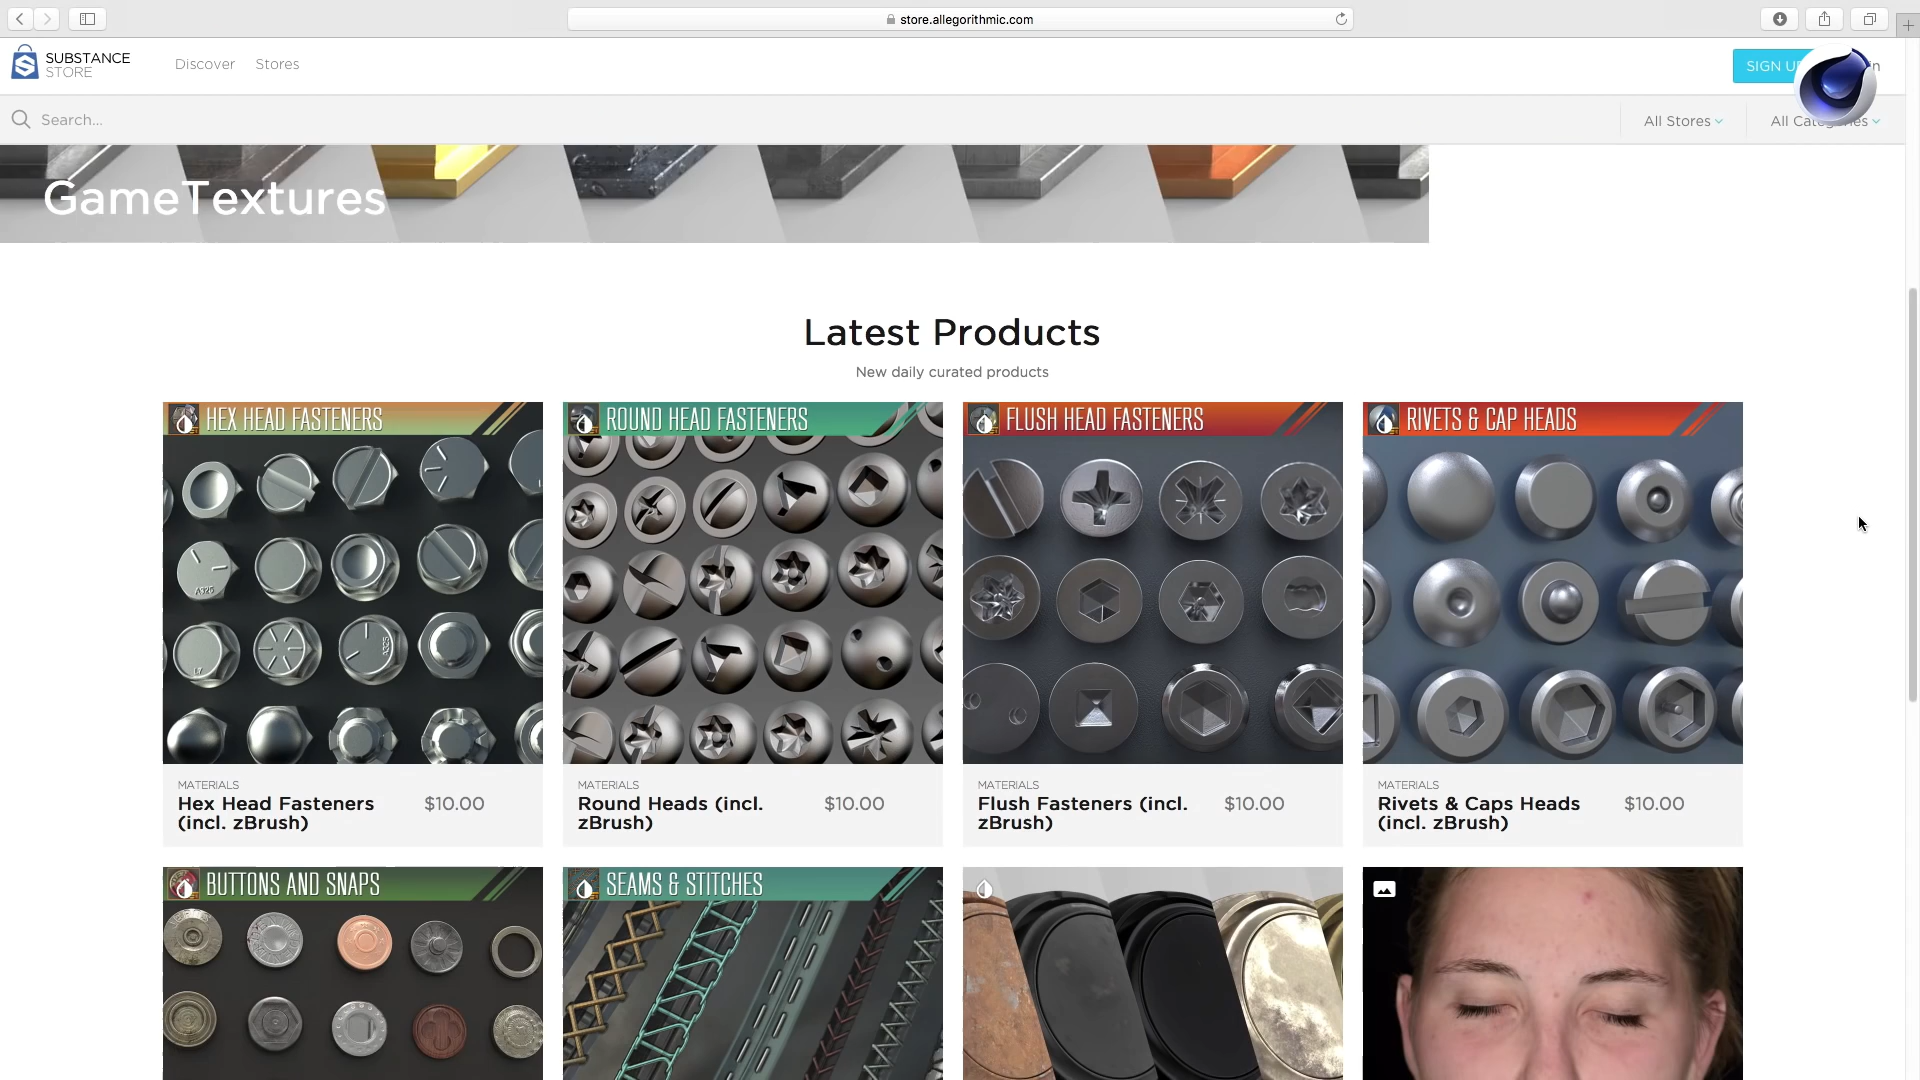 store.allegorithmic.com
SUBSTANCE
STORE
Discover
Stores
SIGN U
in
Search...
All Stores
All Categories
GameTextures
Latest Products
New daily curated products
HEX HEAD FASTENERS
ROUND HEAD FASTENERS
FLUSH HEAD FASTENERS
RIVETS & CAP HEADS
MATERIALS
Hex Head Fasteners
(incl. zBrush)
$10.00
MATERIALS
Round Heads (incl.
zBrush)
$10.00
MATERIALS
Flush Fasteners (incl.
zBrush)
$10.00
MATERIALS
Rivets & Caps Heads
(incl. zBrush)
$10.00
BUTTONS AND SNAPS
SEAMS & STITCHES